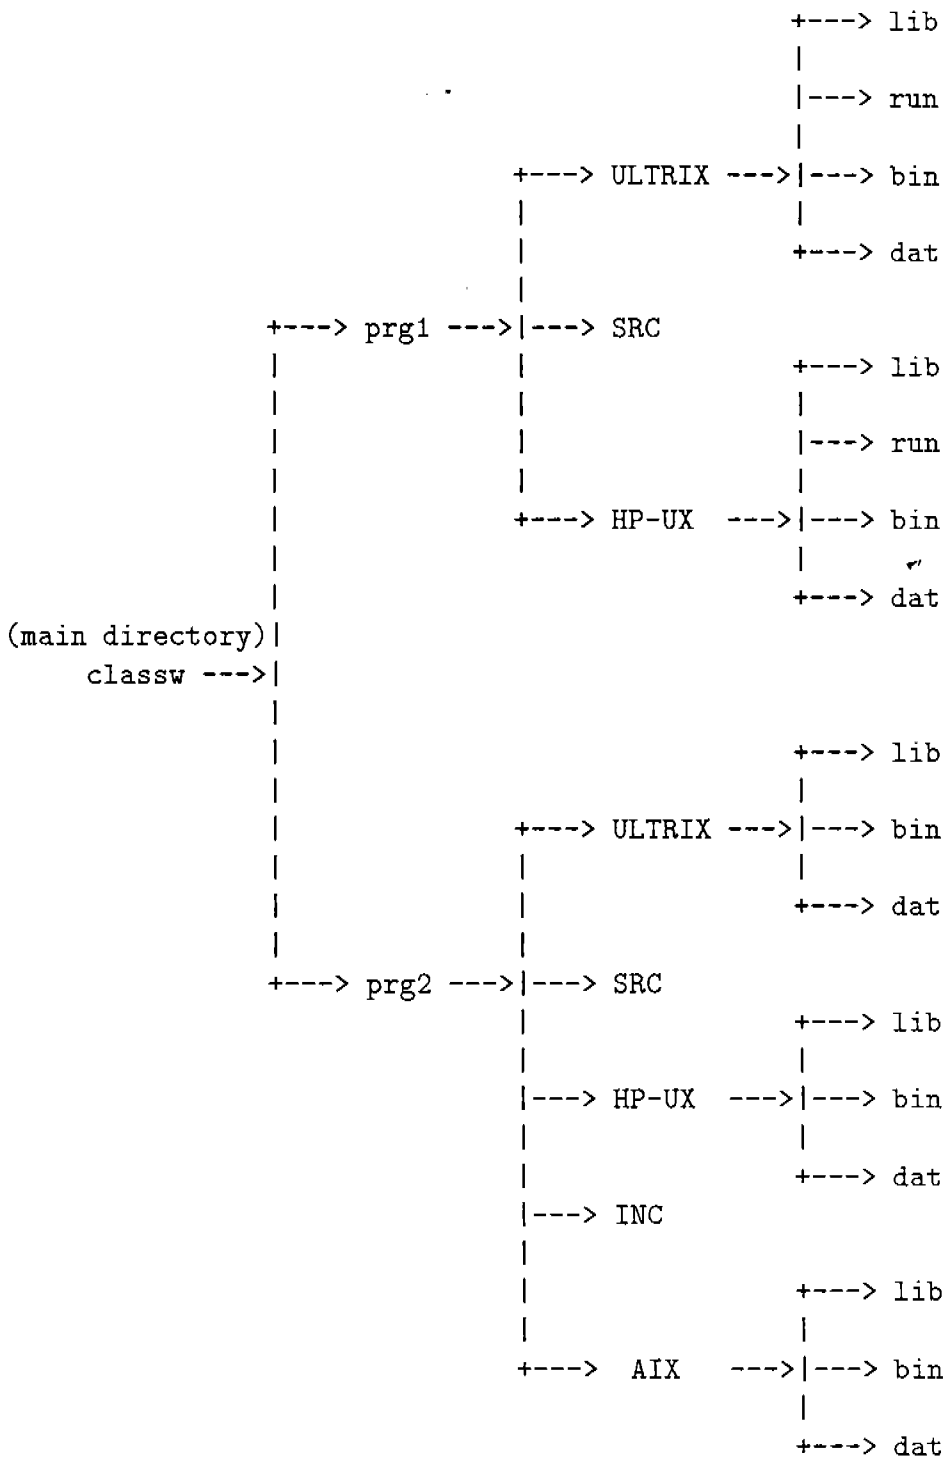 +---> lib
|
|---> run
|
+---> ULTRIX --->|---> bin
| |
| +---> dat
|
+---> prg1 --->|---> SRC
| | +---> lib
| | |
| | |---> run
| | |
| +---> HP-UX --->|---> bin
| |
| +---> dat
(main directory)|
classw --->|
|
| +---> lib
| |
| +---> ULTRIX --->|---> bin
| | |
| | +---> dat
| |
+---> prg2 --->|---> SRC
| +---> lib
| |
|---> HP-UX --->|---> bin
| |
| +---> dat
|---> INC
|
| +---> lib
| |
+---> AIX --->|---> bin
|
+---> dat